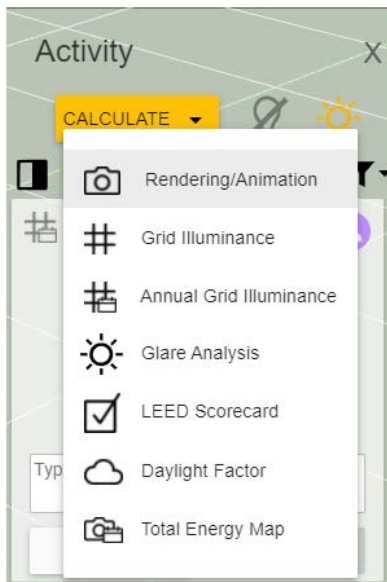 Activity
X
CALCULATE
Rendering/Animation
Grid Illuminance
Annual Grid Illuminance
Glare Analysis
LEED Scorecard
Daylight Factor
Typ
Total Energy Map